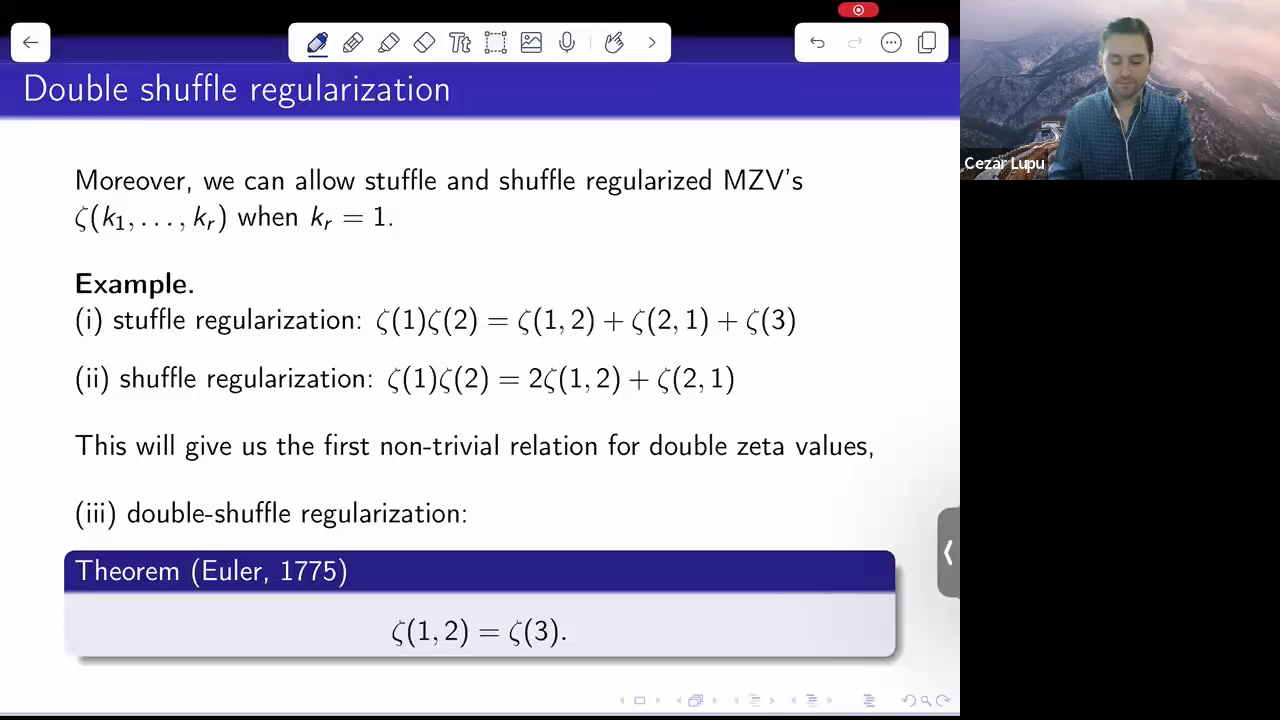 Tt
Double shuffle regularization
Moreover, we can allow stuffle and shuffle regularized MZV's
ζ(k₁, . . . , kᵣ) when kᵣ = 1.
Example.
(i) stuffle regularization: ζ(1)ζ(2) = ζ(1, 2) + ζ(2, 1) + ζ(3)
(ii) shuffle regularization: ζ(1)ζ(2) = 2ζ(1, 2) + ζ(2, 1)
This will give us the first non-trivial relation for double zeta values,
(iii) double-shuffle regularization:
Theorem (Euler, 1775)
ζ(1, 2) = ζ(3).
Cezar Lupu